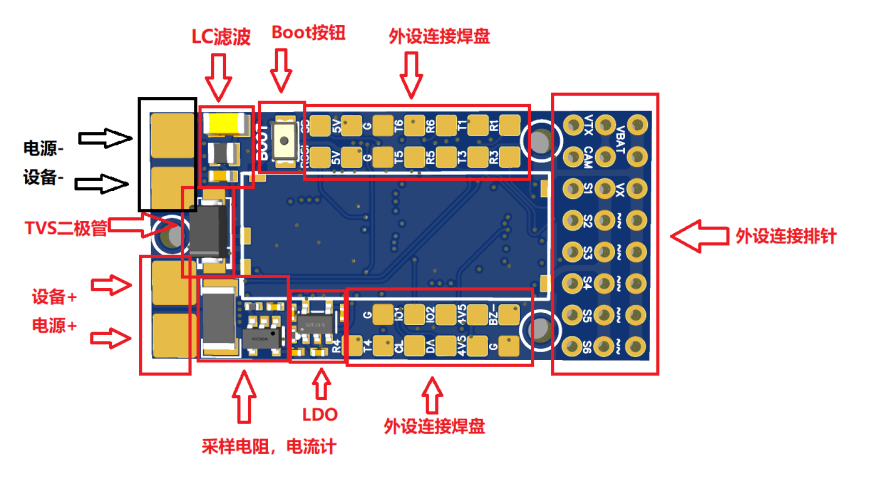 LC滤波
Boot按钮
外设连接焊盘
电源-
设备-
TVS二极管
设备+
电源+
采样电阻，电流计
LDO
外设连接焊盘
外设连接排针
BOOT
5V
G
T6
R6
T1
R1
5V
G
T5
R5
T3
R3
VTX
CAM
VBAT
S1
VX
S2
S3
S4
S5
S6
G
IO1
IO2
4V5
BZ-
R4
T4
CL
DA
4V5
G